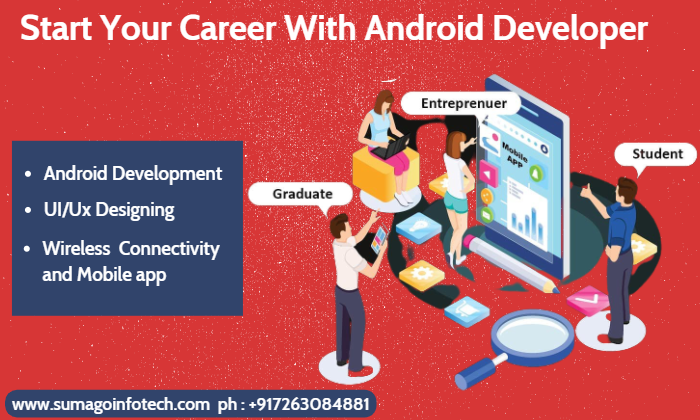 Start Your Career With Android Developer
Entreprenuer
Student
Graduate
Mobile
APP
• Android Development
• UI/Ux Designing
• Wireless Connectivity
and Mobile app
www.sumagoinfotech.com ph : +917263084881